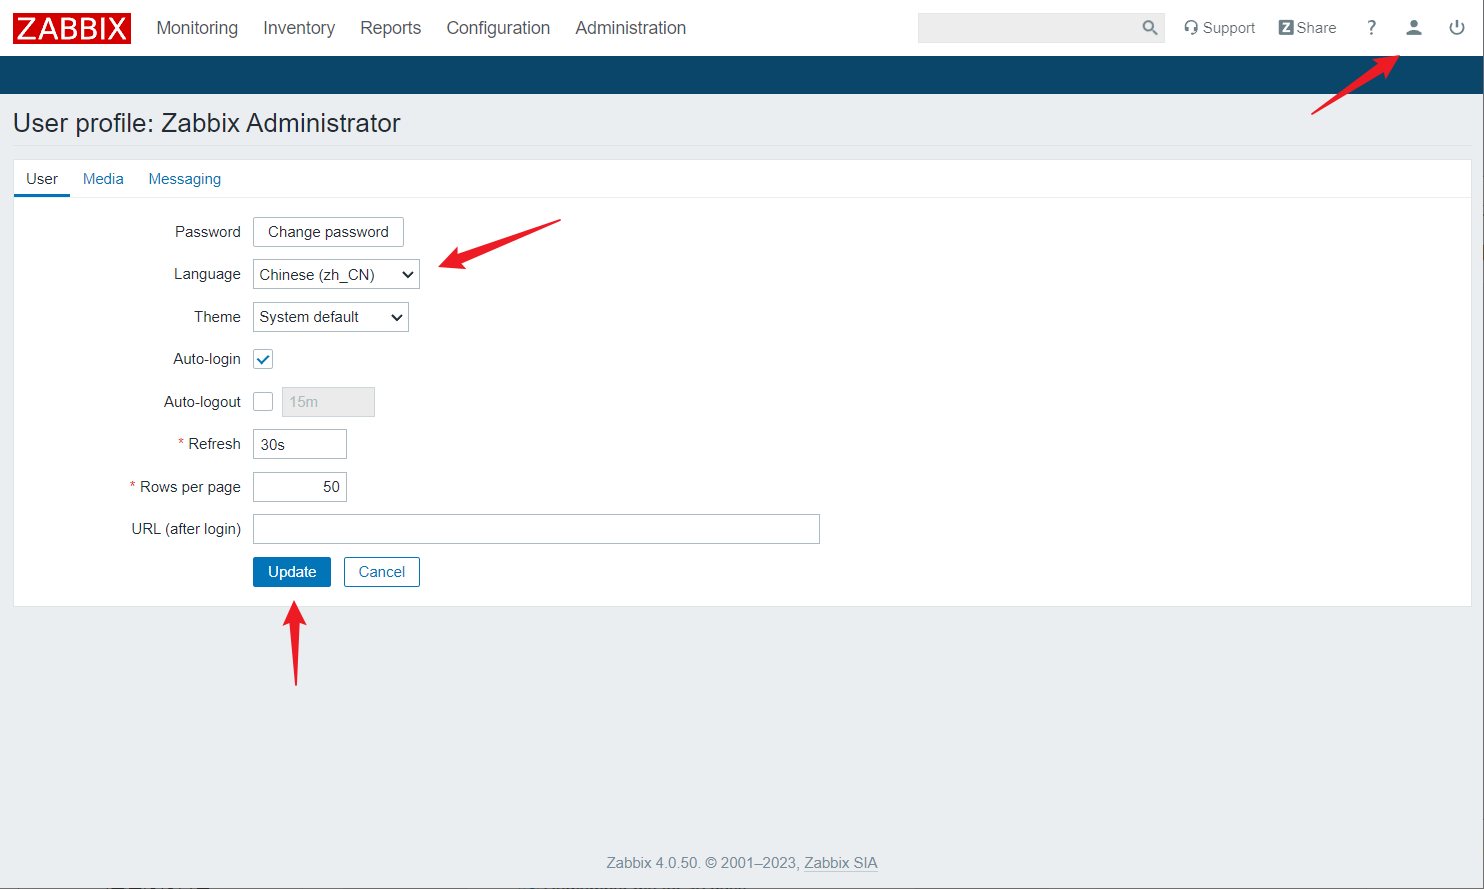 ZABBIX Monitoring Inventory Reports Configuration Administration Support Z Share ?
User profile: Zabbix Administrator
User Media Messaging
Password Change password
Language Chinese (zh_CN)
Theme System default
Auto-login
Auto-logout 15m
* Refresh 30s
* Rows per page 50
URL (after login)
Update Cancel
Zabbix 4.0.50. © 2001–2023, Zabbix SIA